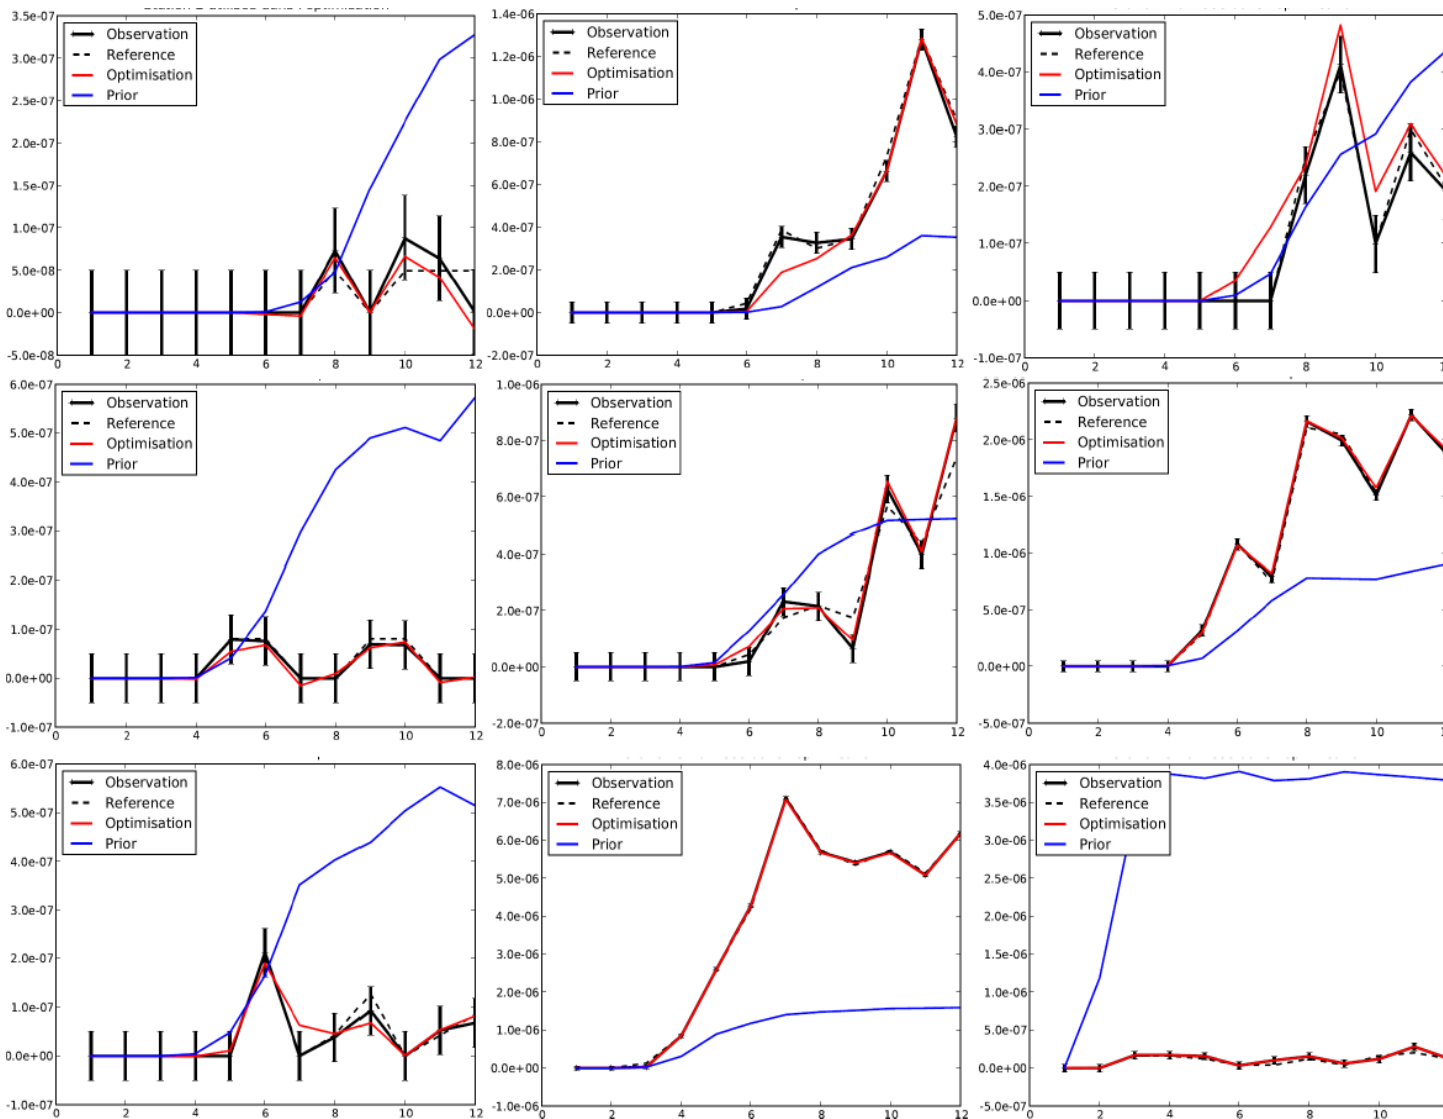 3.5e-07
3.0e-07
2.5e-07
2.0e-07
1.5e-07
1.0e-07
5.0e-08
0.0e+00
-5.0e-08
0 2 4 6 8 10 12
Observation
Reference
Optimisation
Prior
1.4e-06
1.2e-06
1.0e-06
8.0e-07
6.0e-07
4.0e-07
2.0e-07
0.0e+00
-2.0e-07
0 2 4 6 8 10 12
Observation
Reference
Optimisation
Prior
5.0e-07
4.0e-07
3.0e-07
2.0e-07
1.0e-07
0.0e+00
-1.0e-07
0 2 4 6 8 10
Observation
Reference
Optimisation
Prior
6.0e-07
5.0e-07
4.0e-07
3.0e-07
2.0e-07
1.0e-07
0.0e+00
-1.0e-07
0 2 4 6 8 10 12
Observation
Reference
Optimisation
Prior
1.0e-06
8.0e-07
6.0e-07
4.0e-07
2.0e-07
0.0e+00
-2.0e-07
0 2 4 6 8 10 12
Observation
Reference
Optimisation
Prior
2.5e-06
2.0e-06
1.5e-06
1.0e-06
5.0e-07
0.0e+00
-5.0e-07
0 2 4 6 8 10
Observation
Reference
Optimisation
Prior
6.0e-07
5.0e-07
4.0e-07
3.0e-07
2.0e-07
1.0e-07
0.0e+00
-1.0e-07
0 2 4 6 8 10 12
Observation
Reference
Optimisation
Prior
8.0e-06
7.0e-06
6.0e-06
5.0e-06
4.0e-06
3.0e-06
2.0e-06
1.0e-06
0.0e+00
-1.0e-06
0 2 4 6 8 10 12
Observation
Reference
Optimisation
Prior
4.0e-06
3.5e-06
3.0e-06
2.5e-06
2.0e-06
1.5e-06
1.0e-06
5.0e-07
0.0e+00
-5.0e-07
0 2 4 6 8 10
Observation
Reference
Optimisation
Prior